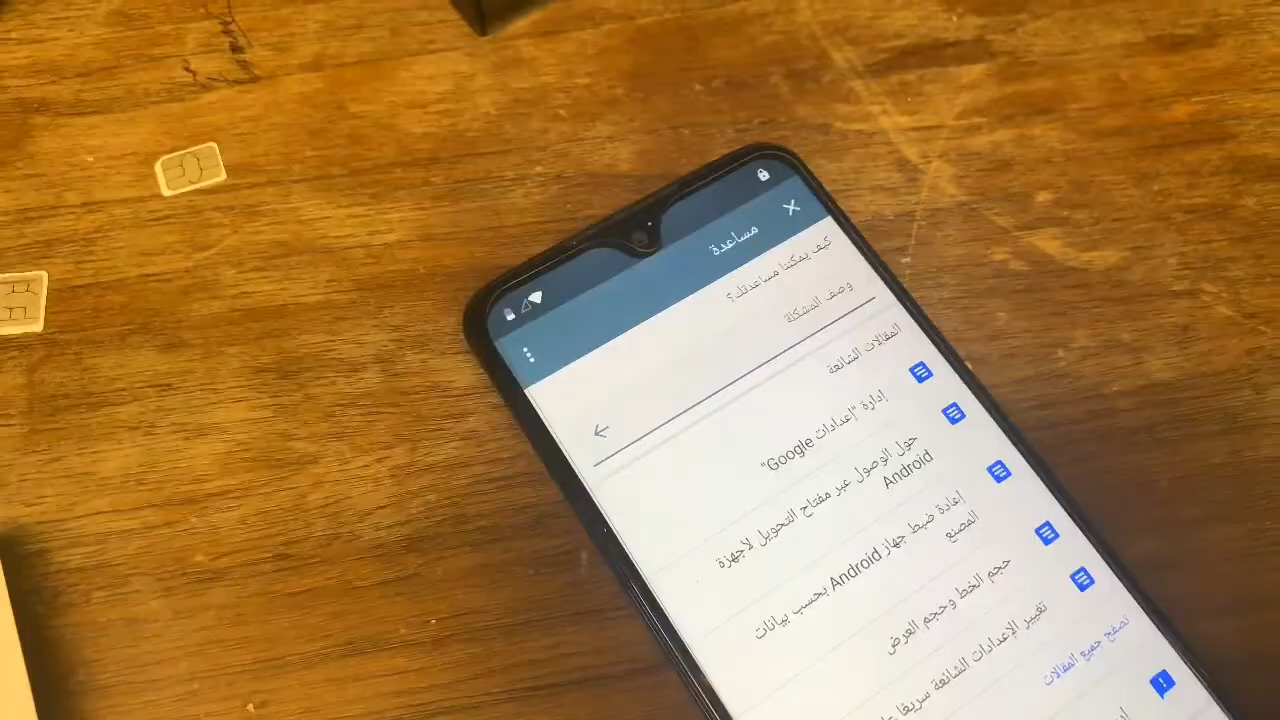 مساعدة
كيف يمكننا مساعدتك؟
وصف المشكلة
المقالات الشائعة
إدارة "إعدادات Google"
حول الوصول عبر مفتاح التحويل لأجهزة
Android
إعادة ضبط جهاز Android بحسب بيانات
المصنع
حجم الخط وحجم العرض
تغيير الإعدادات الشائعة سريعًا
تصفح جميع المقالات